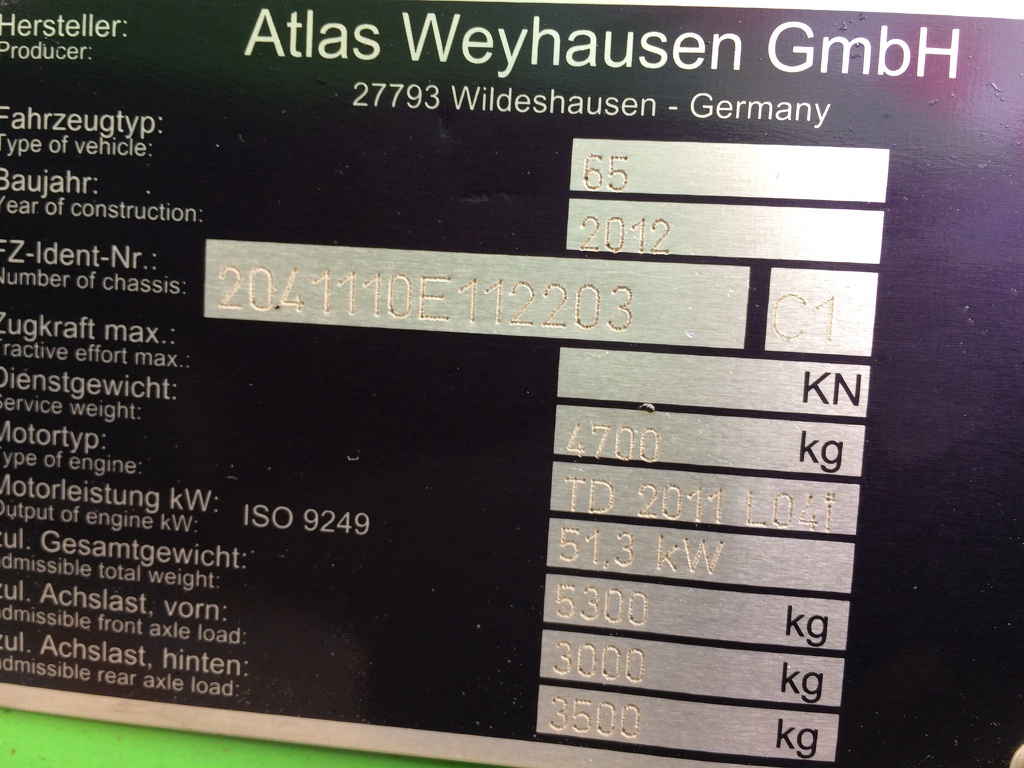 Hersteller: Atlas Weyhausen GmbH
Producer:
27793 Wildeshausen - Germany
Fahrzeugtyp:
Type of vehicle: 65
Baujahr:
Year of construction: 2012
FZ-Ident-Nr.:
Number of chassis: 2041110E112203 C1
Zugkraft max.:
Tractive effort max.: KN
Dienstgewicht:
Service weight: 4700 kg
Motortyp:
Type of engine: TD 2011 L04i
Motorleistung kW:
Output of engine kW: ISO 9249 51,3 kW
zul. Gesamtgewicht:
admissible total weight: 5300 kg
zul. Achslast, vorn:
admissible front axle load: 3000 kg
zul. Achslast, hinten:
admissible rear axle load: 3500 kg